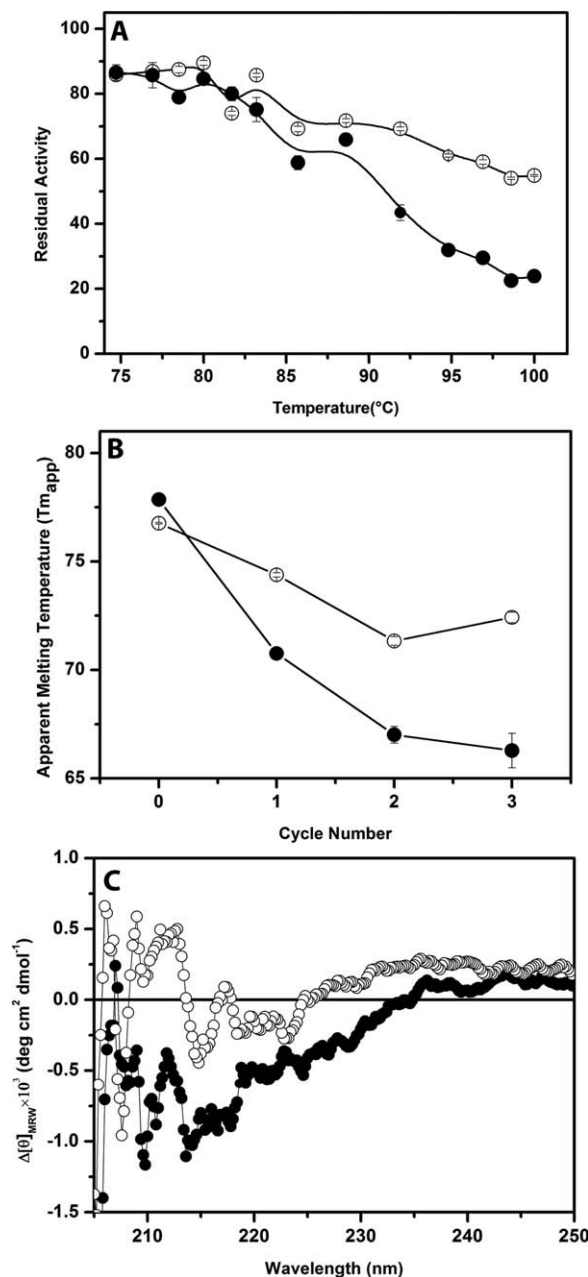 A
100
80
60
40
20
0
Residual Activity
75 80 85 90 95 100
Temperature(°C)
B
80
75
70
65
Apparent Melting Temperature (Tmapp)
0 1 2 3
Cycle Number
C
1.0
0.5
0.0
-0.5
-1.0
-1.5
Δ[θ]MRW×10³ (deg cm² dmol⁻¹)
210 220 230 240 250
Wavelength (nm)